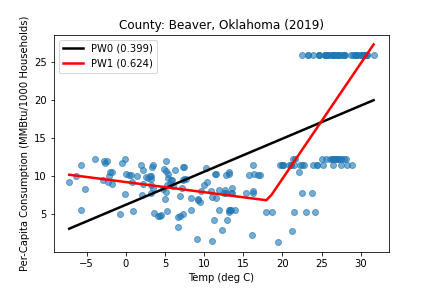 County: Beaver, Oklahoma (2019)
PW0 (0.399)
PW1 (0.624)
Per-Capita Consumption (MMBtu/1000 Households)
25
20
15
10
5
−5
0
5
10
15
20
25
30
Temp (deg C)